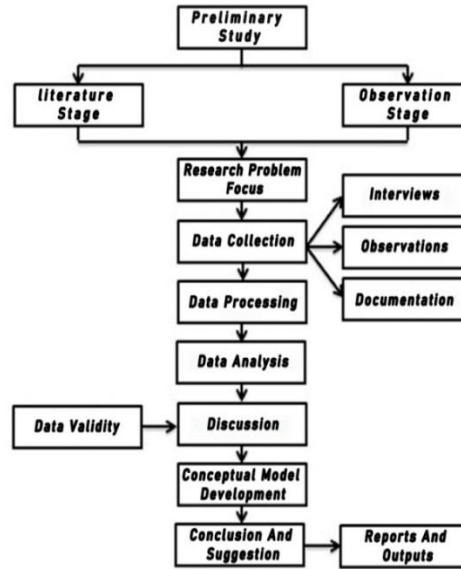 Preliminary
Study
literature
Stage
Observation
Stage
Research Problem
Focus
Interviews
Data Collection
Observations
Data Processing
Documentation
Data Analysis
Data Validity
Discussion
Conceptual Model
Development
Conclusion And
Suggestion
Reports And
Outputs